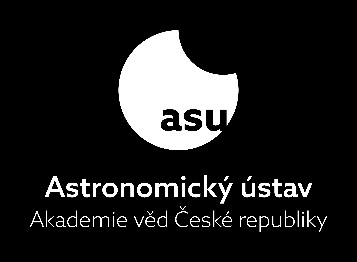 asu
Astronomický ústav
Akademie věd České republiky